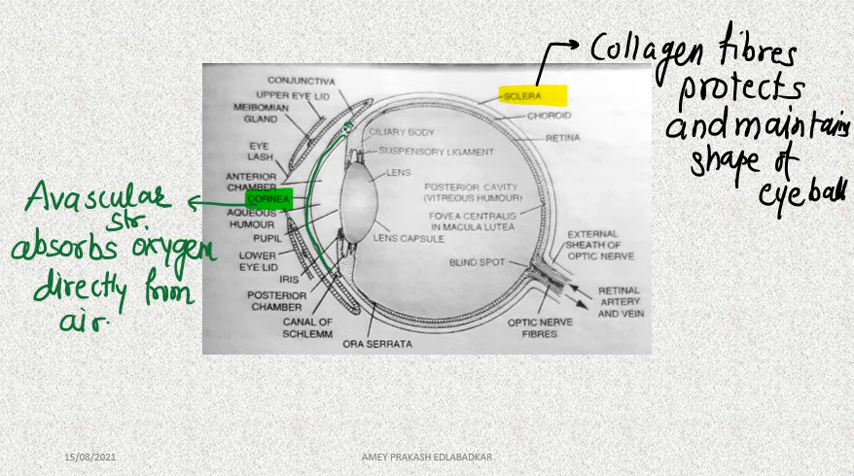 Collagen fibres
protects
and maintains
shape of
eyeball
Avascular
str.
absorbs oxygen
directly from
air.
CONJUNCTIVA
UPPER EYE LID
MEIBOMIAN
GLAND
EYE
LASH
ANTERIOR
CHAMBER
CORNEA
AQUEOUS
HUMOUR
PUPIL
LOWER
EYE LID
IRIS
POSTERIOR
CHAMBER
CANAL OF
SCHLEMM
ORA SERRATA
SCLERA
CHOROID
RETINA
CILIARY BODY
SUSPENSORY LIGAMENT
LENS
POSTERIOR CAVITY
(VITREOUS HUMOUR)
FOVEA CENTRALIS
IN MACULA LUTEA
LENS CAPSULE
BLIND SPOT
EXTERNAL
SHEATH OF
OPTIC NERVE
RETINAL
ARTERY
AND VEIN
OPTIC NERVE
FIBRES
15/08/2021
AMEY PRAKASH EDLABADKAR